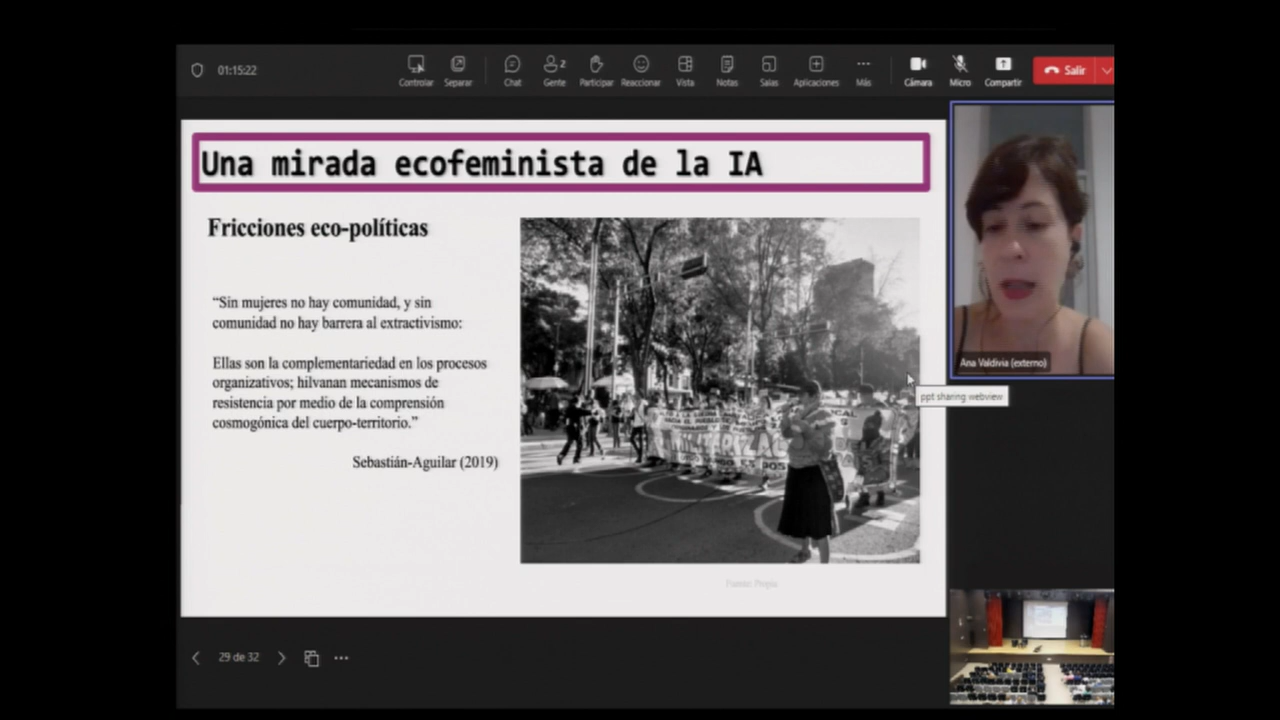 01:15:22
Controlar
Separar
Chat
Gente
2
Participar
Reaccionar
Vista
Notas
Salas
Aplicaciones
Más
Cámara
Micro
Compartir
Salir
Una mirada ecofeminista de la IA
Fricciones eco-políticas
“Sin mujeres no hay comunidad, y sin
comunidad no hay barrera al extractivismo:
Ellas son la complementariedad en los procesos
organizativos; hilvanan mecanismos de
resistencia por medio de la comprensión
cosmogónica del cuerpo-territorio.”
Sebastián-Aguilar (2019)
Fuente: Propia
Ana Valdivia (externo)
ppt sharing webview
29 de 32